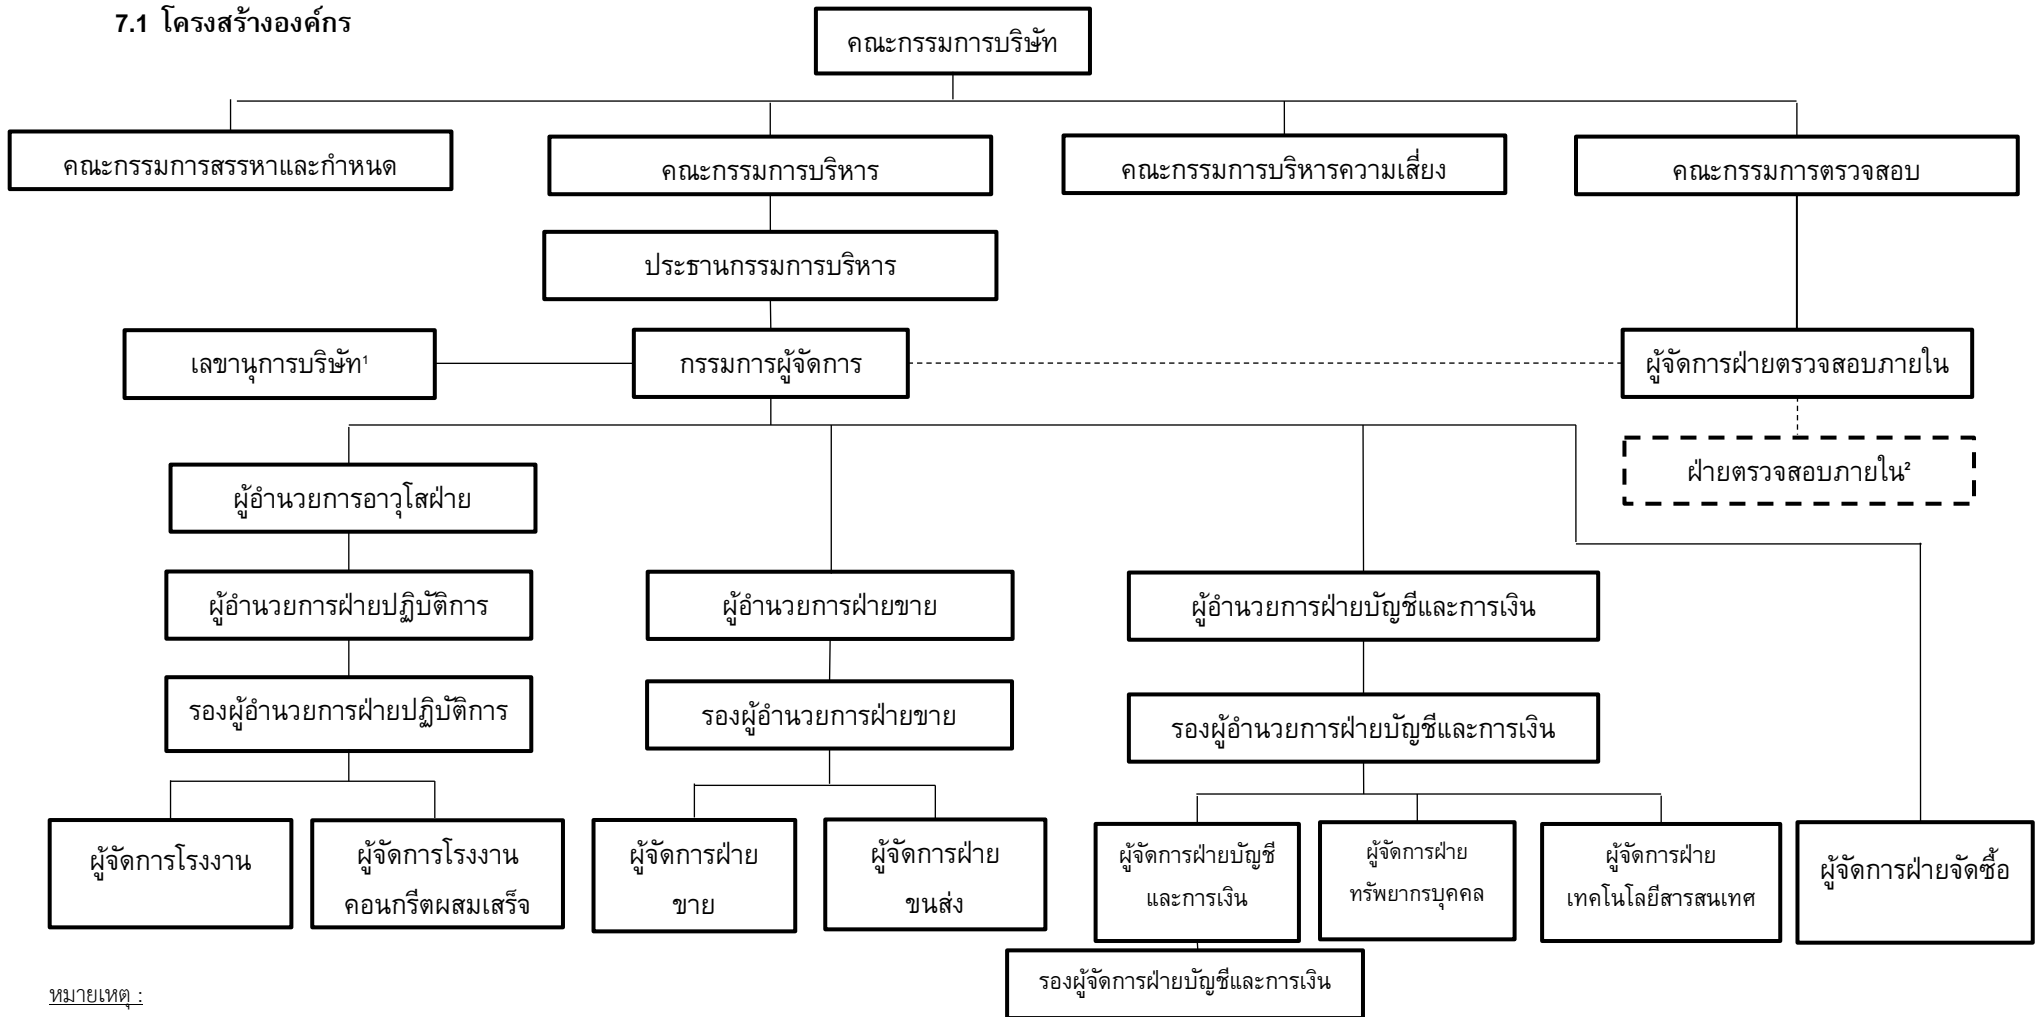 7.1 โครงสร้างองค์กร
คณะกรรมการบริษัท
คณะกรรมการสรรหาและกำหนด
คณะกรรมการบริหาร
คณะกรรมการบริหารความเสี่ยง
คณะกรรมการตรวจสอบ
ประธานกรรมการบริหาร
เลขานุการบริษัท¹
กรรมการผู้จัดการ
ผู้จัดการฝ่ายตรวจสอบภายใน
ฝ่ายตรวจสอบภายใน²
ผู้อำนวยการอาวุโสฝ่าย
ผู้อำนวยการฝ่ายปฏิบัติการ
ผู้อำนวยการฝ่ายขาย
ผู้อำนวยการฝ่ายบัญชีและการเงิน
รองผู้อำนวยการฝ่ายปฏิบัติการ
รองผู้อำนวยการฝ่ายขาย
รองผู้อำนวยการฝ่ายบัญชีและการเงิน
ผู้จัดการโรงงาน
ผู้จัดการโรงงาน
คอนกรีตผสมเสร็จ
ผู้จัดการฝ่าย
ขาย
ผู้จัดการฝ่าย
ขนส่ง
ผู้จัดการฝ่ายบัญชี
และการเงิน
ผู้จัดการฝ่าย
ทรัพยากรบุคคล
ผู้จัดการฝ่าย
เทคโนโลยีสารสนเทศ
ผู้จัดการฝ่ายจัดซื้อ
รองผู้จัดการฝ่ายบัญชีและการเงิน
หมายเหตุ :